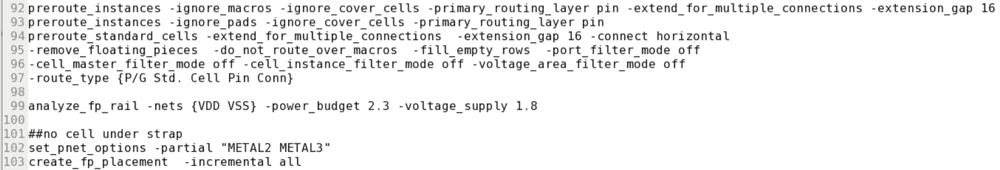 92 preroute_instances -ignore_macros -ignore_cover_cells -primary_routing_layer pin -extend_for_multiple_connections -extension_gap 16
93 preroute_instances -ignore_pads -ignore_cover_cells -primary_routing_layer pin
94 preroute_standard_cells -extend_for_multiple_connections  -extension_gap 16 -connect horizontal
95 -remove_floating_pieces  -do_not_route_over_macros  -fill_empty_rows  -port_filter_mode off
96 -cell_master_filter_mode off -cell_instance_filter_mode off -voltage_area_filter_mode off
97 -route_type {P/G Std. Cell Pin Conn}
98
99 analyze_fp_rail -nets {VDD VSS} -power_budget 2.3 -voltage_supply 1.8
100
101 ##no cell under strap
102 set_pnet_options -partial "METAL2 METAL3"
103 create_fp_placement  -incremental all